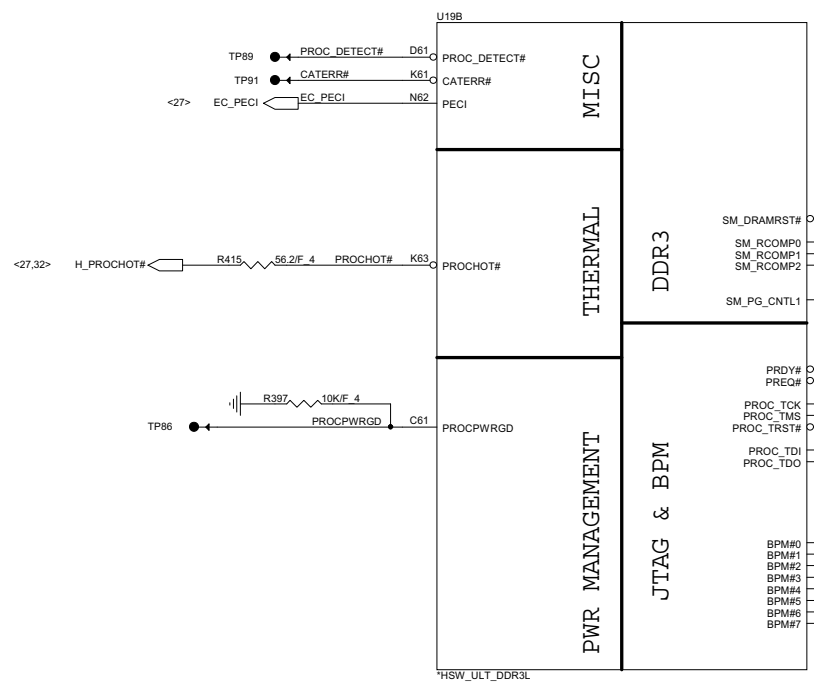 U19B
TP89 PROC_DETECT# D61 PROC_DETECT#
TP91 CATERR# K61 CATERR#
<27> EC_PECI EC_PECI N62 PECI
MISC
THERMAL
<27,32> H_PROCHOT# R415 56.2/F_4 PROCHOT# K63 PROCHOT#
R397 10K/F_4
TP86 PROCPWRGD C61 PROCPWRGD
PWR MANAGEMENT
DDR3
SM_DRAMRST#
SM_RCOMP0
SM_RCOMP1
SM_RCOMP2
SM_PG_CNTL1
JTAG & BPM
PRDY#
PREQ#
PROC_TCK
PROC_TMS
PROC_TRST#
PROC_TDI
PROC_TDO
BPM#0
BPM#1
BPM#2
BPM#3
BPM#4
BPM#5
BPM#6
BPM#7
*HSW_ULT_DDR3L